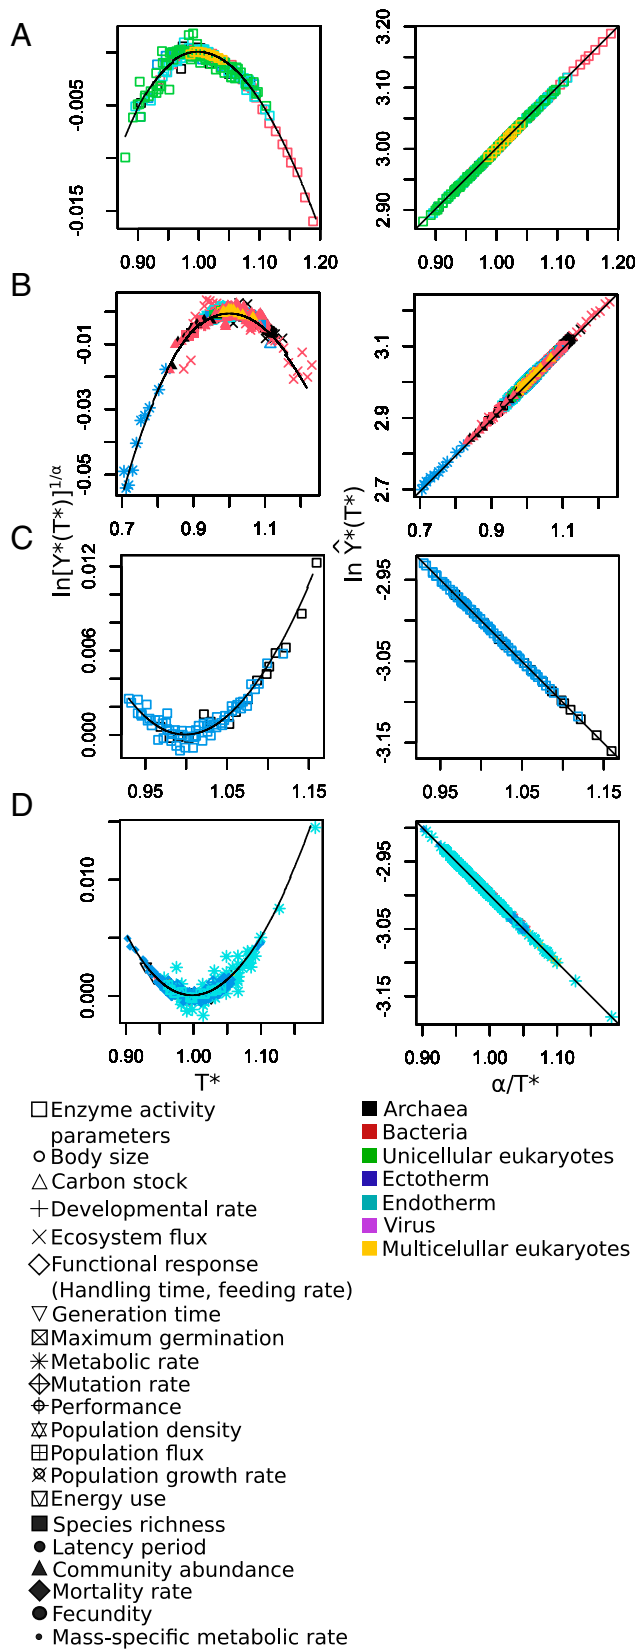 A
-0.005
-0.015
0.90
1.00
1.10
1.20
3.20
3.10
3.00
2.90
0.90
1.00
1.10
1.20
B
-0.01
-0.03
-0.05
0.7
0.9
1.1
3.1
2.9
2.7
0.7
0.9
1.1
ln[Y*(T*)]1/α
ln Ŷ*(T*)
C
0.012
0.006
0.000
0.95
1.05
1.15
-2.95
-3.05
-3.15
0.95
1.05
1.15
D
0.010
0.000
0.90
1.00
1.10
T*
-2.95
-3.05
-3.15
0.90
1.00
1.10
α/T*
Enzyme activity
parameters
Body size
Carbon stock
Developmental rate
Ecosystem flux
Functional response
(Handling time, feeding rate)
Generation time
Maximum germination
Metabolic rate
Mutation rate
Performance
Population density
Population flux
Population growth rate
Energy use
Species richness
Latency period
Community abundance
Mortality rate
Fecundity
Mass-specific metabolic rate
Archaea
Bacteria
Unicellular eukaryotes
Ectotherm
Endotherm
Virus
Multicelullar eukaryotes